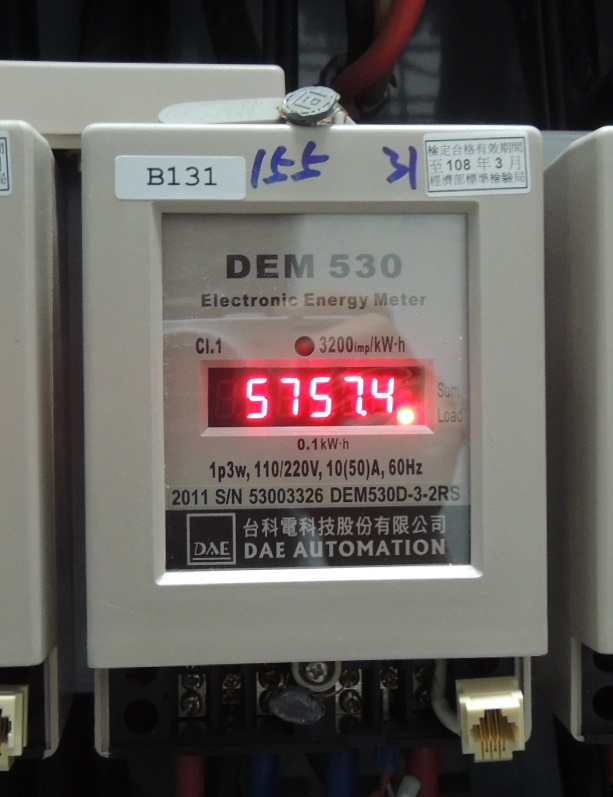 B131
155
31
檢定合格有效期間
至 108 年 3 月
經濟部標準檢驗局
DEM 530
Electronic Energy Meter
Cl.1
3200imp/kW·h
5757.4
Sum.
Load
0.1kW·h
1p3w, 110/220V, 10(50)A, 60Hz
2011 S/N 53003326 DEM530D-3-2RS
DAE
台科電科技股份有限公司
DAE AUTOMATION